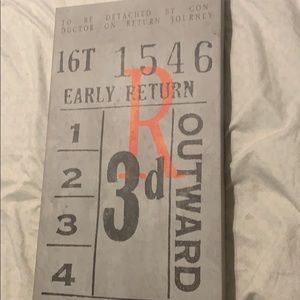 TO BE DETACHED BY CON
DUCTOR ON RETURN JOURNEY
16T 1546
EARLY RETURN
R
1
2
3
4
3d
OUTWARD